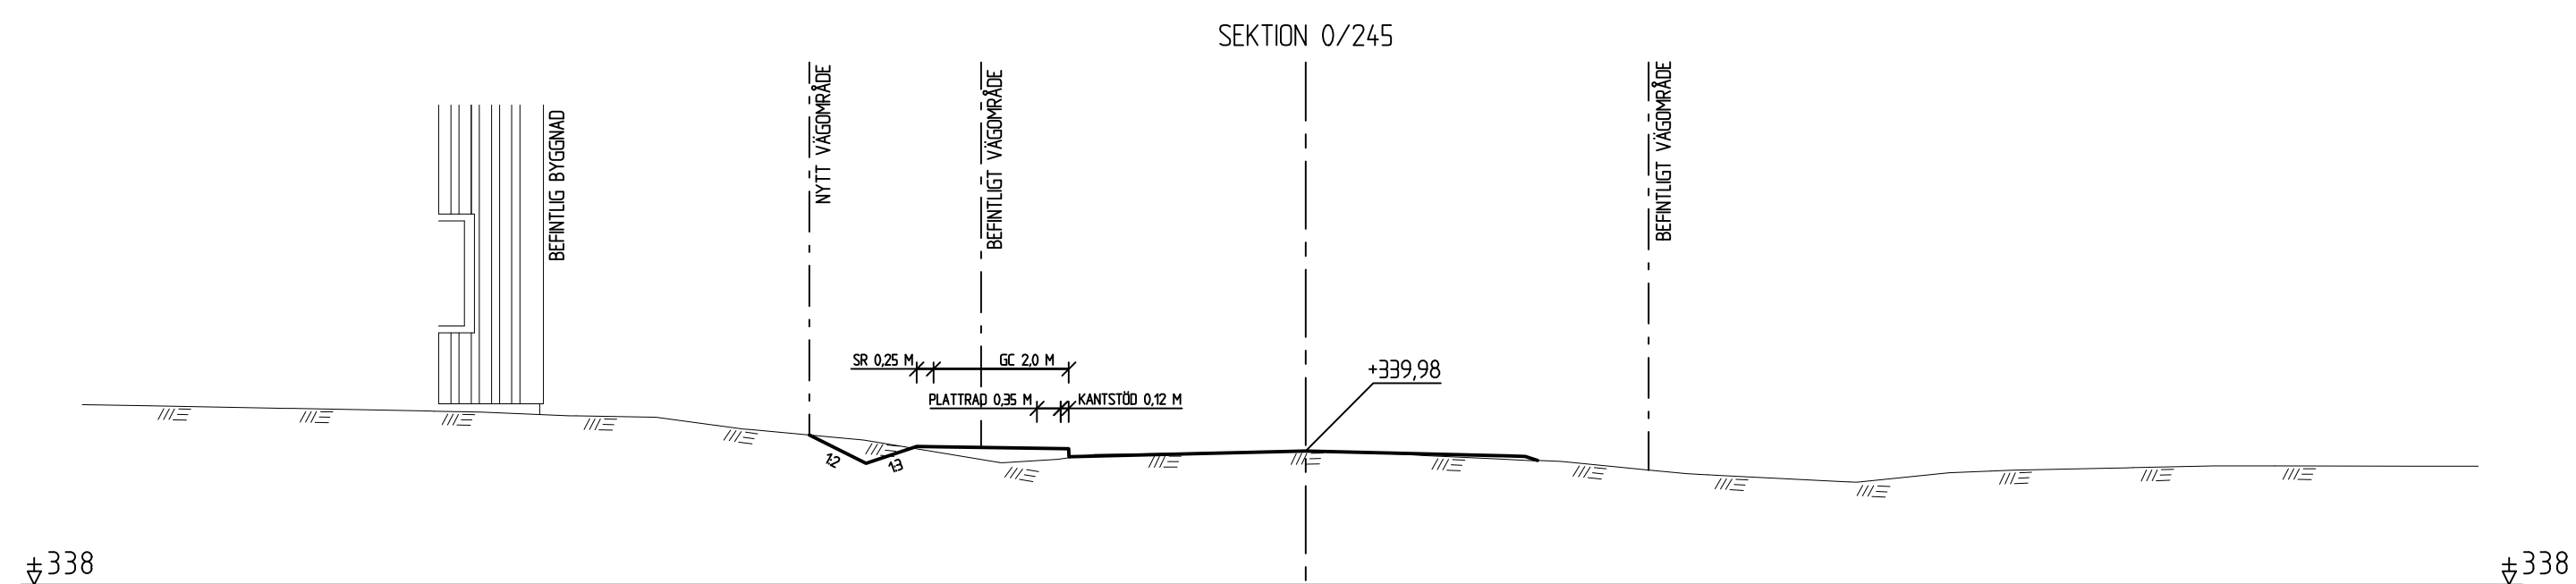 SEKTION 0/245
BEFINTLIG BYGGNAD
NYTT VÄGOMRÅDE
BEFINTLIGT VÄGOMRÅDE
BEFINTLIGT VÄGOMRÅDE
SR 0,25 M
GC 2,0 M
+339,98
PLATTRAD 0,35 M
KANTSTÖD 0,12 M
1:2
1:3
+338
+338